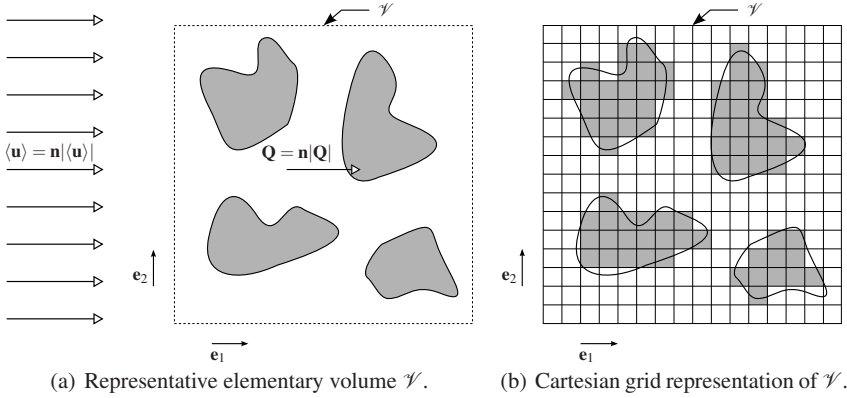 𝒱
𝒱
⟨u⟩ = n|⟨u⟩|
Q = n|Q|
e₂
e₂
e₁
e₁
(a) Representative elementary volume 𝒱.
(b) Cartesian grid representation of 𝒱.